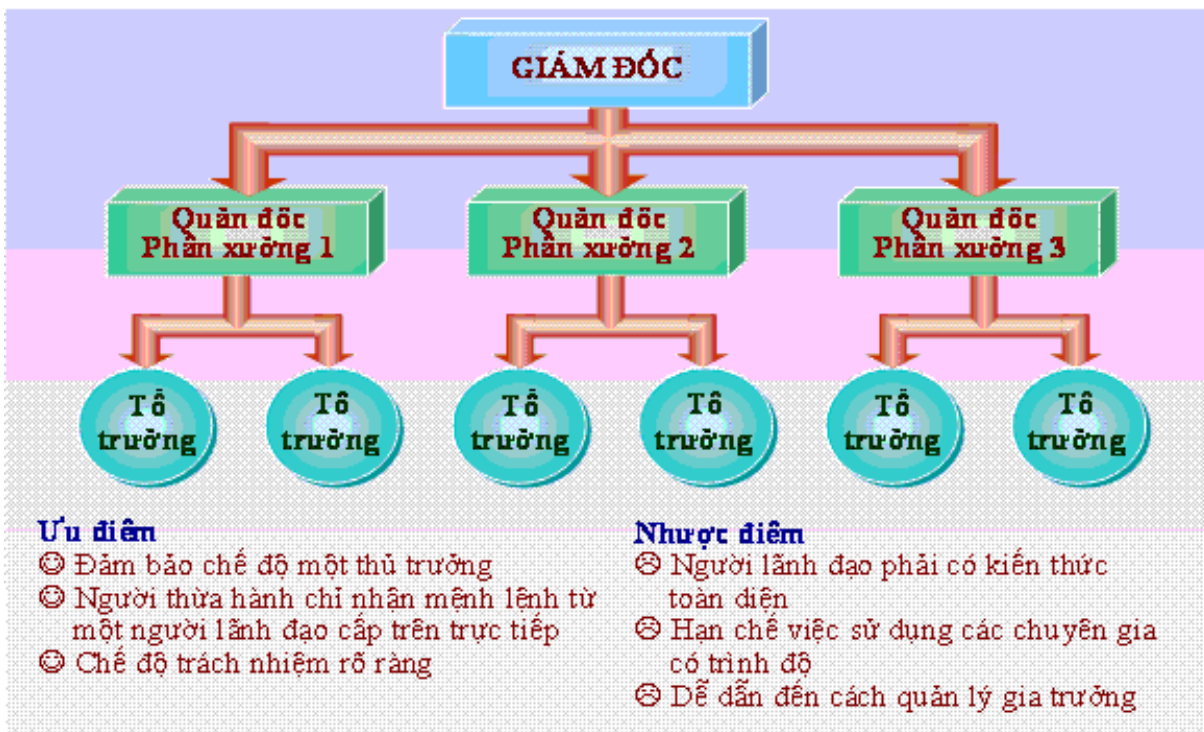 GIÁM ĐỐC
Quản đốc
Phân xưởng 1
Quản đốc
Phân xưởng 2
Quản đốc
Phân xưởng 3
Tổ
trưởng
Tổ
trưởng
Tổ
trưởng
Tổ
trưởng
Tổ
trưởng
Tổ
trưởng
Ưu điểm
☺ Đảm bảo chế độ một thủ trưởng
☺ Người thừa hành chỉ nhận mệnh lệnh từ
một người lãnh đạo cấp trên trực tiếp
☺ Chế độ trách nhiệm rõ ràng
Nhược điểm
☹ Người lãnh đạo phải có kiến thức
toàn diện
☹ Hạn chế việc sử dụng các chuyên gia
có trình độ
☹ Dễ dẫn đến cách quản lý gia trưởng